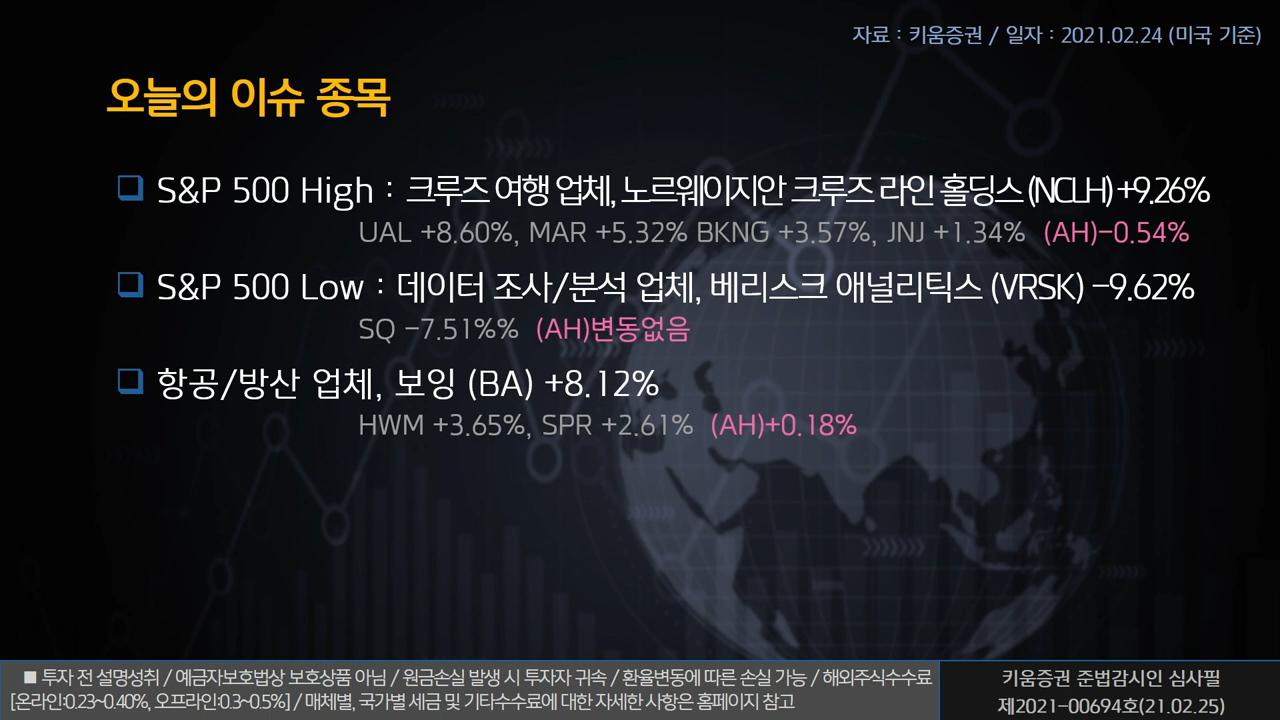 자료 : 키움증권 / 일자 : 2021.02.24 (미국 기준)
오늘의 이슈 종목
❏ S&P 500 High : 크루즈 여행 업체, 노르웨이지안 크루즈 라인 홀딩스 (NCLH) +9.26%
UAL +8.60%, MAR +5.32% BKNG +3.57%, JNJ +1.34% (AH)-0.54%
❏ S&P 500 Low : 데이터 조사/분석 업체, 베리스크 애널리틱스 (VRSK) -9.62%
SQ -7.51%% (AH)변동없음
❏ 항공/방산 업체, 보잉 (BA) +8.12%
HWM +3.65%, SPR +2.61% (AH)+0.18%
■ 투자 전 설명성취 / 예금자보호법상 보호상품 아님 / 원금손실 발생 시 투자자 귀속 / 환율변동에 따른 손실 가능 / 해외주식수수료
[온라인:0.23~0.40%, 오프라인:0.3~0.5%] / 매체별, 국가별 세금 및 기타수수료에 대한 자세한 사항은 홈페이지 참고
키움증권 준법감시인 심사필
제2021-00694호(21.02.25)